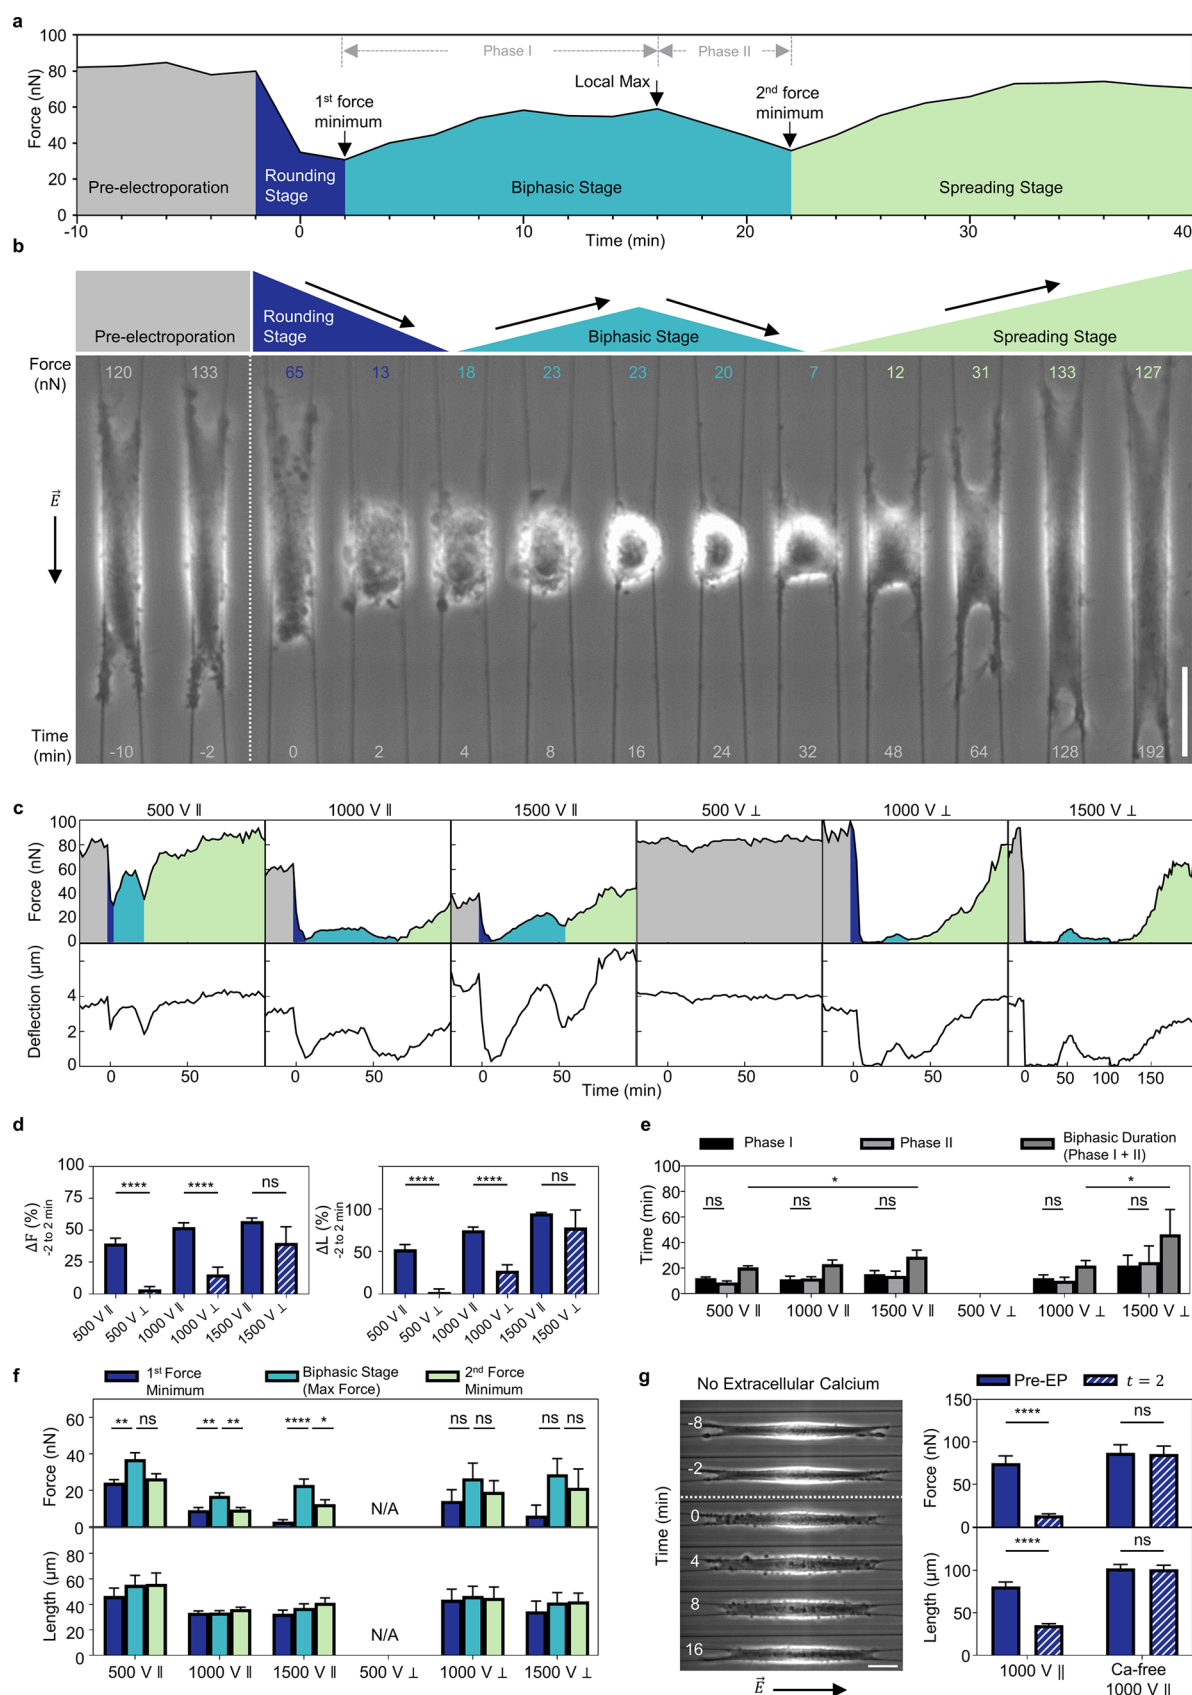 a
Force (nN)
100
80
60
40
20
0
Phase I
Phase II
1st force
minimum
Local Max
2nd force
minimum
Pre-electroporation
Rounding
Stage
Biphasic Stage
Spreading Stage
-10 0 10 20 30 40
Time (min)
b
Pre-electroporation
Rounding
Stage
Biphasic Stage
Spreading Stage
Force
(nN)
120 133 65 13 18 23 23 20 7 12 31 133 127
E
Time
(min)
-10 -2 0 2 4 8 16 24 32 48 64 128 192
c
500 V ∥ 1000 V ∥ 1500 V ∥ 500 V ⊥ 1000 V ⊥ 1500 V ⊥
Force (nN)
100
80
60
40
20
0
Deflection (μm)
4
2
0
0 50 0 50 0 50 0 50 0 50 0 50 100 150
Time (min)
d
ΔF (%)
-2 to 2 min
100
75
50
25
0
**** **** ns
500 V ∥ 500 V ⊥ 1000 V ∥ 1000 V ⊥ 1500 V ∥ 1500 V ⊥
ΔL (%)
-2 to 2 min
100
50
0
**** **** ns
500 V ∥ 500 V ⊥ 1000 V ∥ 1000 V ⊥ 1500 V ∥ 1500 V ⊥
e
Phase I
Phase II
Biphasic Duration
(Phase I + II)
Time (min)
100
80
60
40
20
0
* *
ns ns ns ns ns
500 V ∥ 1000 V ∥ 1500 V ∥ 500 V ⊥ 1000 V ⊥ 1500 V ⊥
f
1st Force
Minimum
Biphasic Stage
(Max Force)
2nd Force
Minimum
Force (nN)
60
40
20
0
** ns ** ** **** * ns ns ns ns
N/A
Length (μm)
80
60
40
20
0
N/A
500 V ∥ 1000 V ∥ 1500 V ∥ 500 V ⊥ 1000 V ⊥ 1500 V ⊥
g
No Extracellular Calcium
Time (min)
-8
-2
0
4
8
16
E
Pre-EP
t = 2
Force (nN)
150
100
50
0
**** ns
Length (μm)
150
100
50
0
**** ns
1000 V ∥
Ca-free
1000 V ∥